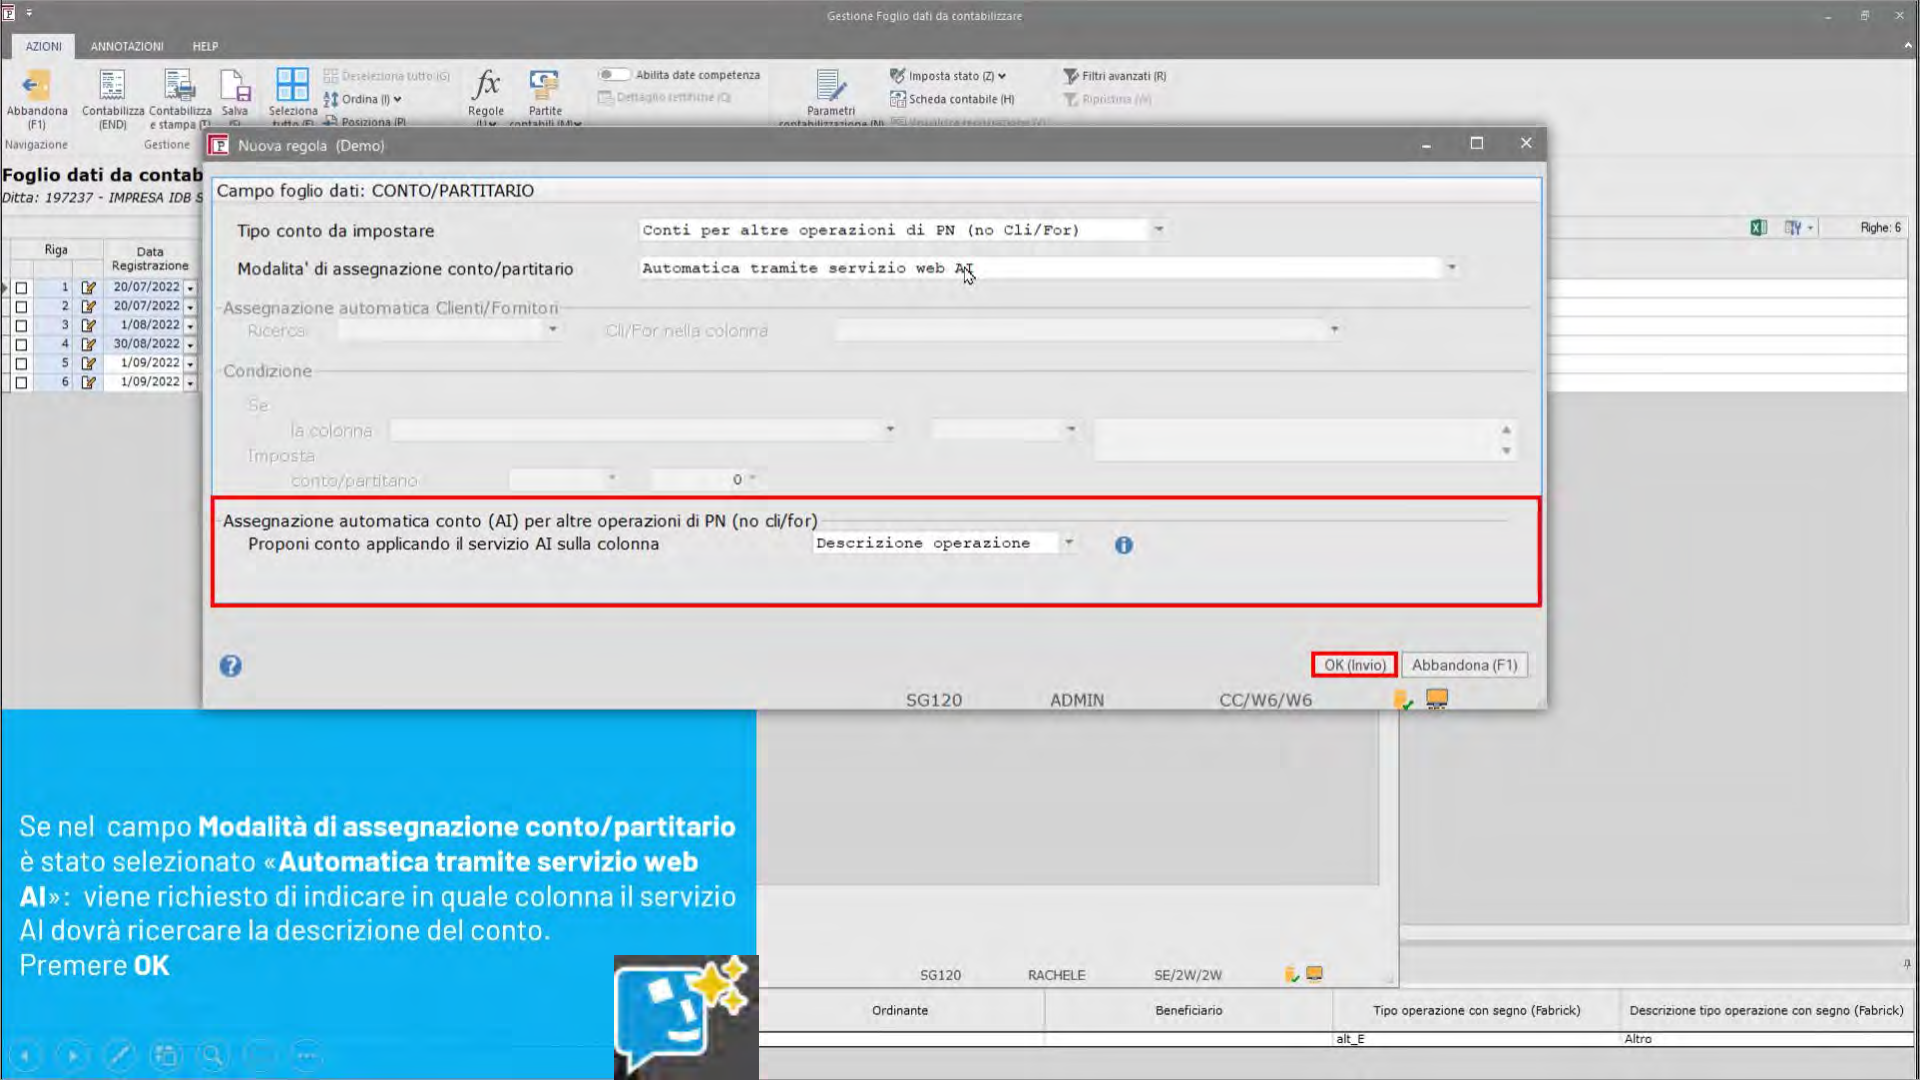 Gestione Foglio dati da contabilizzare
AZIONI ANNOTAZIONI HELP
Abbandona (F1)
Contabilizza (END)
Contabilizza e stampa
Salva
Seleziona
Deseleziona tutto (G)
Ordina (I)
Posiziona (P)
Regole
Partite
Abilita date competenza
Dettaglio rettifiche (Q)
Parametri
Imposta stato (Z)
Scheda contabile (H)
Filtri avanzati (R)
Ripristina
Navigazione
Gestione
Foglio dati da contab
Ditta: 197237 - IMPRESA IDB S
Righe: 6
Riga Data Registrazione
1 20/07/2022
2 20/07/2022
3 1/08/2022
4 30/08/2022
5 1/09/2022
6 1/09/2022
Nuova regola (Demo)
Campo foglio dati: CONTO/PARTITARIO
Tipo conto da impostare Conti per altre operazioni di PN (no Cli/For)
Modalita' di assegnazione conto/partitario Automatica tramite servizio web AI
Assegnazione automatica Clienti/Fornitori
Ricerca Cli/For nella colonna
Condizione
Se
la colonna
Imposta
conto/partitario 0
Assegnazione automatica conto (AI) per altre operazioni di PN (no cli/for)
Proponi conto applicando il servizio AI sulla colonna Descrizione operazione
OK (Invio) Abbandona (F1)
SG120 ADMIN CC/W6/W6
Se nel campo Modalità di assegnazione conto/partitario
è stato selezionato «Automatica tramite servizio web
AI»: viene richiesto di indicare in quale colonna il servizio
AI dovrà ricercare la descrizione del conto.
Premere OK
SG120 RACHELE SE/2W/2W
Ordinante Beneficiario Tipo operazione con segno (Fabrick) Descrizione tipo operazione con segno (Fabrick)
alt_E Altro